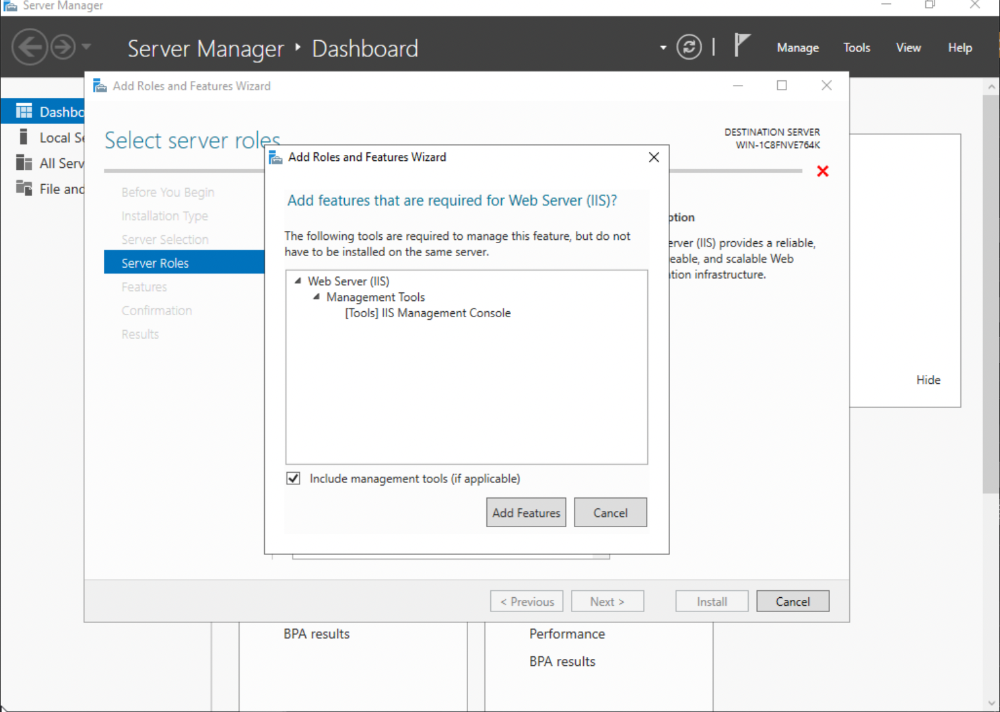 Server Manager
Server Manager Dashboard
Manage Tools View Help
Add Roles and Features Wizard
Dashbo
Local Se
All Serv
File and
Select server roles
DESTINATION SERVER
WIN-1C8FNVE764K
Before You Begin
Installation Type
Server Selection
Server Roles
Features
Confirmation
Results
Add Roles and Features Wizard
Add features that are required for Web Server (IIS)?
The following tools are required to manage this feature, but do not
have to be installed on the same server.
Web Server (IIS)
Management Tools
[Tools] IIS Management Console
Include management tools (if applicable)
Add Features Cancel
ption
erver (IIS) provides a reliable,
eable, and scalable Web
tion infrastructure.
Hide
< Previous Next > Install Cancel
BPA results
Performance
BPA results